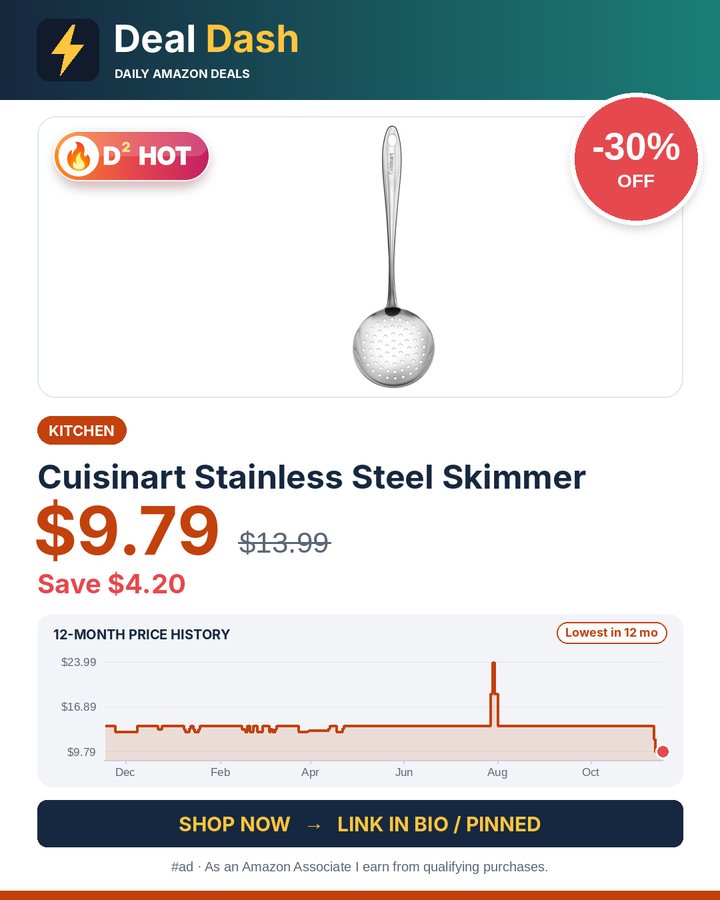 Deal Dash
DAILY AMAZON DEALS
-30%
OFF
D² HOT
Cuisinart
KITCHEN
Cuisinart Stainless Steel Skimmer
$9.79 $13.99
Save $4.20
12-MONTH PRICE HISTORY
Lowest in 12 mo
$23.99
$16.89
$9.79
Dec Feb Apr Jun Aug Oct
SHOP NOW → LINK IN BIO / PINNED
#ad · As an Amazon Associate I earn from qualifying purchases.